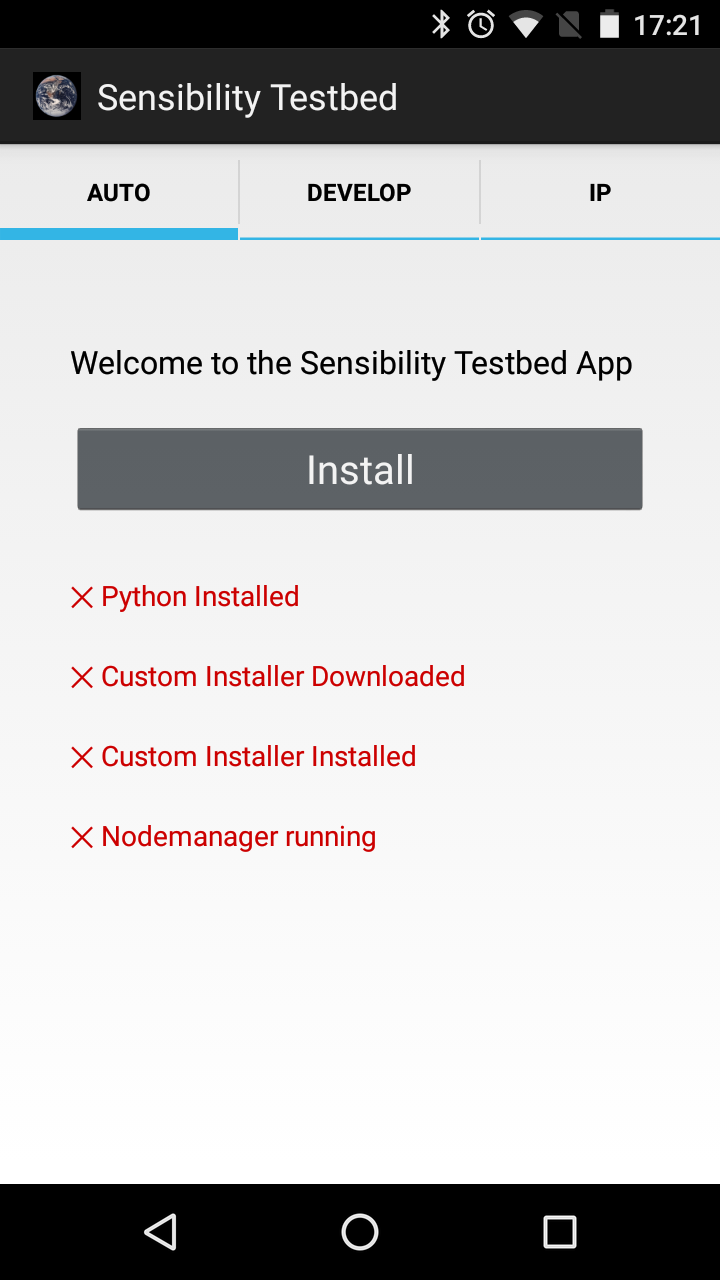 17:21
Sensibility Testbed
AUTO DEVELOP IP
Welcome to the Sensibility Testbed App
Install
Python Installed
Custom Installer Downloaded
Custom Installer Installed
Nodemanager running